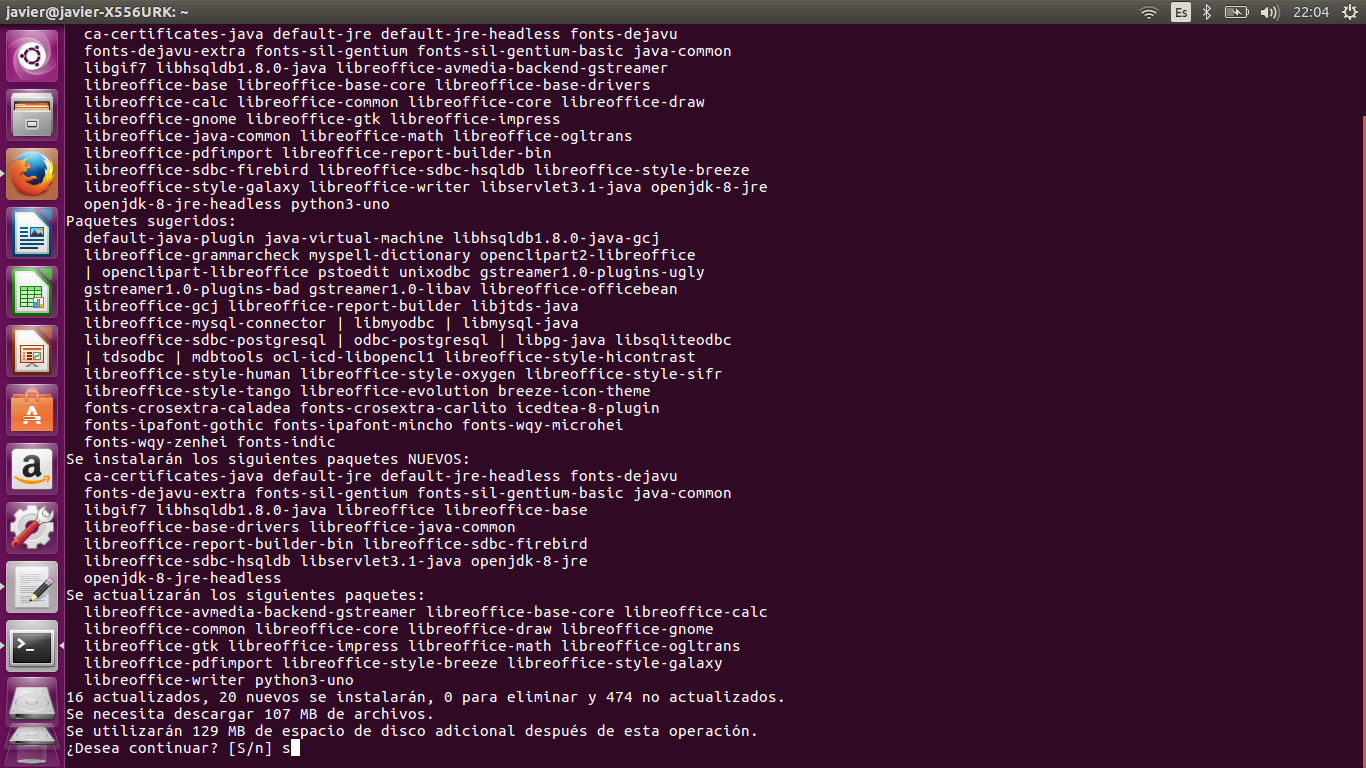 javier@javier-X556URK: ~
Es
22:04
ca-certificates-java default-jre default-jre-headless fonts-dejavu
fonts-dejavu-extra fonts-sil-gentium fonts-sil-gentium-basic java-common
libgif7 libhsqldb1.8.0-java libreoffice-avmedia-backend-gstreamer
libreoffice-base libreoffice-base-core libreoffice-base-drivers
libreoffice-calc libreoffice-common libreoffice-core libreoffice-draw
libreoffice-gnome libreoffice-gtk libreoffice-impress
libreoffice-java-common libreoffice-math libreoffice-ogltrans
libreoffice-pdfimport libreoffice-report-builder-bin
libreoffice-sdbc-firebird libreoffice-sdbc-hsqldb libreoffice-style-breeze
libreoffice-style-galaxy libreoffice-writer libservlet3.1-java openjdk-8-jre
openjdk-8-jre-headless python3-uno
Paquetes sugeridos:
default-java-plugin java-virtual-machine libhsqldb1.8.0-java-gcj
libreoffice-grammarcheck myspell-dictionary openclipart2-libreoffice
| openclipart-libreoffice pstoedit unixodbc gstreamer1.0-plugins-ugly
gstreamer1.0-plugins-bad gstreamer1.0-libav libreoffice-officebean
libreoffice-gcj libreoffice-report-builder libjtds-java
libreoffice-mysql-connector | libmyodbc | libmysql-java
libreoffice-sdbc-postgresql | odbc-postgresql | libpg-java libsqliteodbc
| tdsodbc | mdbtools ocl-icd-libopencl1 libreoffice-style-hicontrast
libreoffice-style-human libreoffice-style-oxygen libreoffice-style-sifr
libreoffice-style-tango libreoffice-evolution breeze-icon-theme
fonts-crosextra-caladea fonts-crosextra-carlito icedtea-8-plugin
fonts-ipafont-gothic fonts-ipafont-mincho fonts-wqy-microhei
fonts-wqy-zenhei fonts-indic
Se instalarán los siguientes paquetes NUEVOS:
ca-certificates-java default-jre default-jre-headless fonts-dejavu
fonts-dejavu-extra fonts-sil-gentium fonts-sil-gentium-basic java-common
libgif7 libhsqldb1.8.0-java libreoffice libreoffice-base
libreoffice-base-drivers libreoffice-java-common
libreoffice-report-builder-bin libreoffice-sdbc-firebird
libreoffice-sdbc-hsqldb libservlet3.1-java openjdk-8-jre
openjdk-8-jre-headless
Se actualizarán los siguientes paquetes:
libreoffice-avmedia-backend-gstreamer libreoffice-base-core libreoffice-calc
libreoffice-common libreoffice-core libreoffice-draw libreoffice-gnome
libreoffice-gtk libreoffice-impress libreoffice-math libreoffice-ogltrans
libreoffice-pdfimport libreoffice-style-breeze libreoffice-style-galaxy
libreoffice-writer python3-uno
16 actualizados, 20 nuevos se instalarán, 0 para eliminar y 474 no actualizados.
Se necesita descargar 107 MB de archivos.
Se utilizarán 129 MB de espacio de disco adicional después de esta operación.
¿Desea continuar? [S/n] s